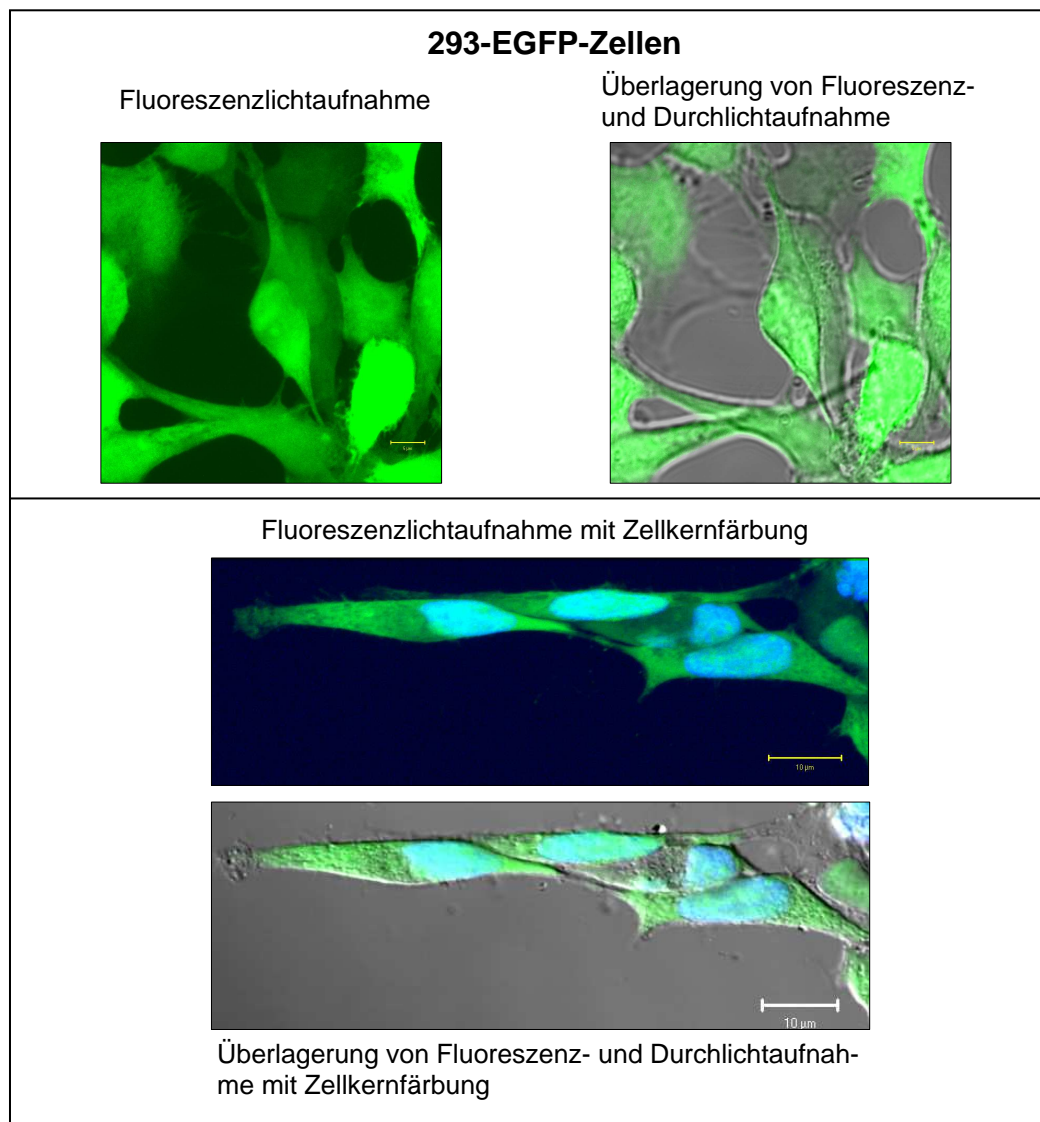 293-EGFP-Zellen
Fluoreszenzlichtaufnahme
Überlagerung von Fluoreszenz-
und Durchlichtaufnahme
Fluoreszenzlichtaufnahme mit Zellkernfärbung
10 µm
10 µm
Überlagerung von Fluoreszenz- und Durchlichtaufnah-
me mit Zellkernfärbung